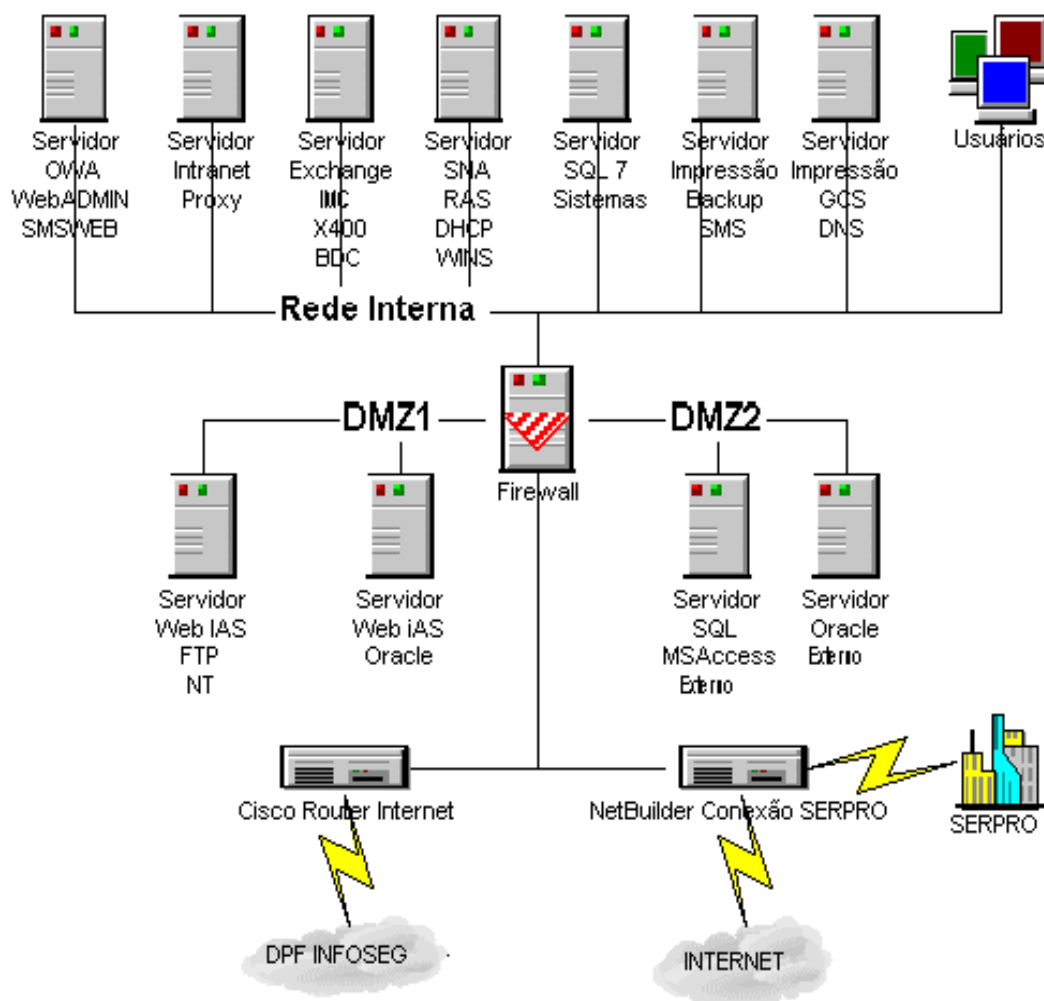 Servidor
OWA
WebADMIN
SMSWEB
Servidor
Intranet
Proxy
Servidor
Exchange
IMC
X400
BDC
Servidor
SNA
RAS
DHCP
WINS
Servidor
SQL 7
Sistemas
Servidor
Impressão
Backup
SMS
Servidor
Impressão
GCS
DNS
Usuários
Rede Interna
DMZ1
DMZ2
Firewall
Servidor
Web IAS
FTP
NT
Servidor
Web iAS
Oracle
Servidor
SQL
MSAccess
Externo
Servidor
Oracle
Externo
Cisco Router Internet
NetBuilder Conexão SERPRO
SERPRO
DPF INFOSEG
INTERNET